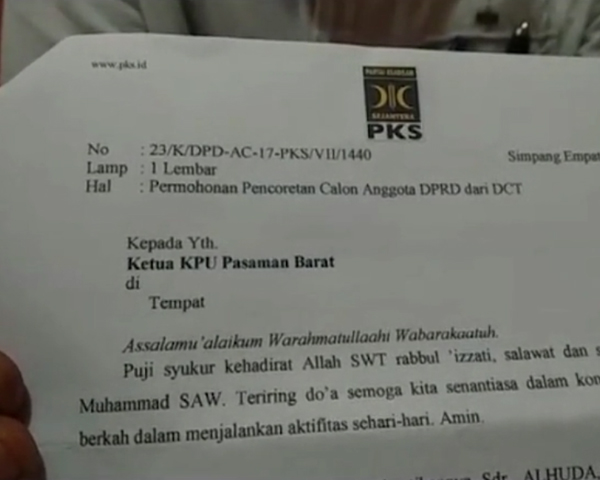 www.pks.id
PARTAI KEADILAN
SEJAHTERA
PKS
No : 23/K/DPD-AC-17-PKS/VII/1440
Simpang Empat
Lamp : 1 Lembar
Hal : Permohonan Pencoretan Calon Anggota DPRD dari DCT
Kepada Yth.
Ketua KPU Pasaman Barat
di
Tempat
Assalamu'alaikum Warahmatullaahi Wabarakaatuh.
Puji syukur kehadirat Allah SWT rabbul 'izzati, salawat dan s
Muhammad SAW. Teriring do'a semoga kita senantiasa dalam kon
berkah dalam menjalankan aktifitas sehari-hari. Amin.
Sdr. ALHUDA,